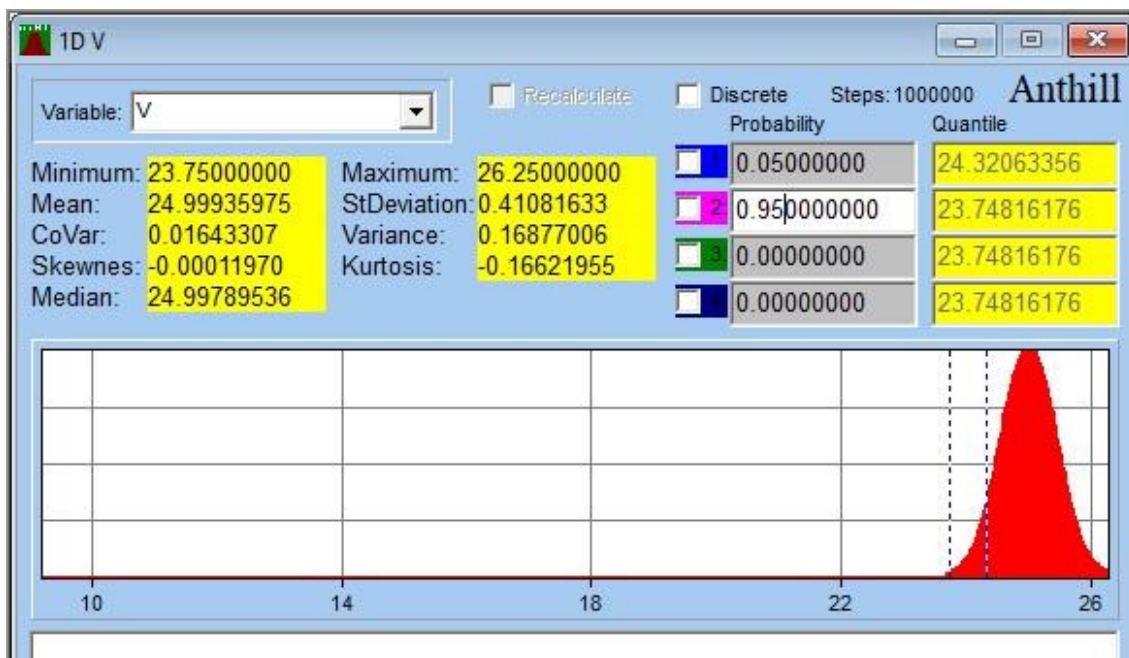 1D V
Variable: V
Recalculate
Discrete
Steps: 1000000
Anthill
Probability
Quantile
Minimum: 23.75000000
Maximum: 26.25000000
1 0.05000000
24.32063356
Mean: 24.99935975
StDeviation: 0.41081633
2. 0.950000000
23.74816176
CoVar: 0.01643307
Variance: 0.16877006
3. 0.00000000
23.74816176
Skewnes: -0.00011970
Kurtosis: -0.16621955
Median: 24.99789536
0.00000000
23.74816176
10 14 18 22 26